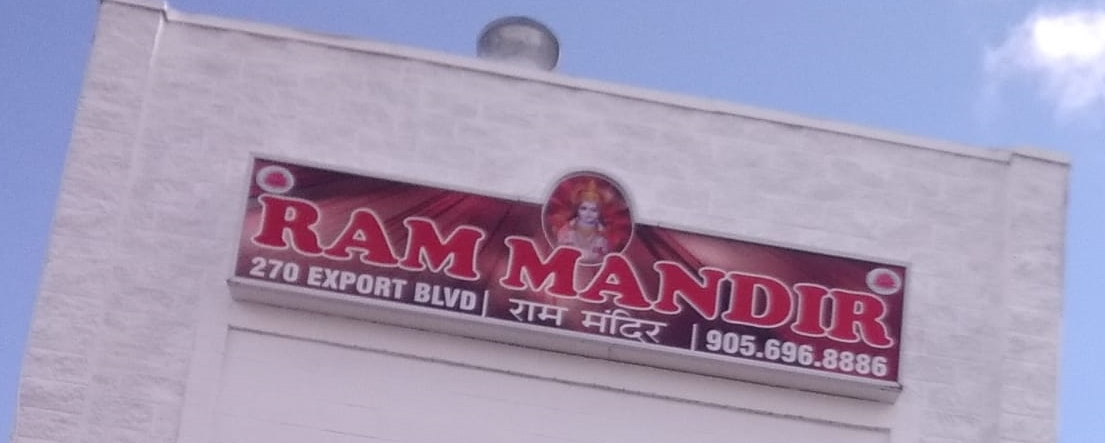 RAM MANDIR
270 EXPORT BLVD | राम मंदिर | 905.696.8886